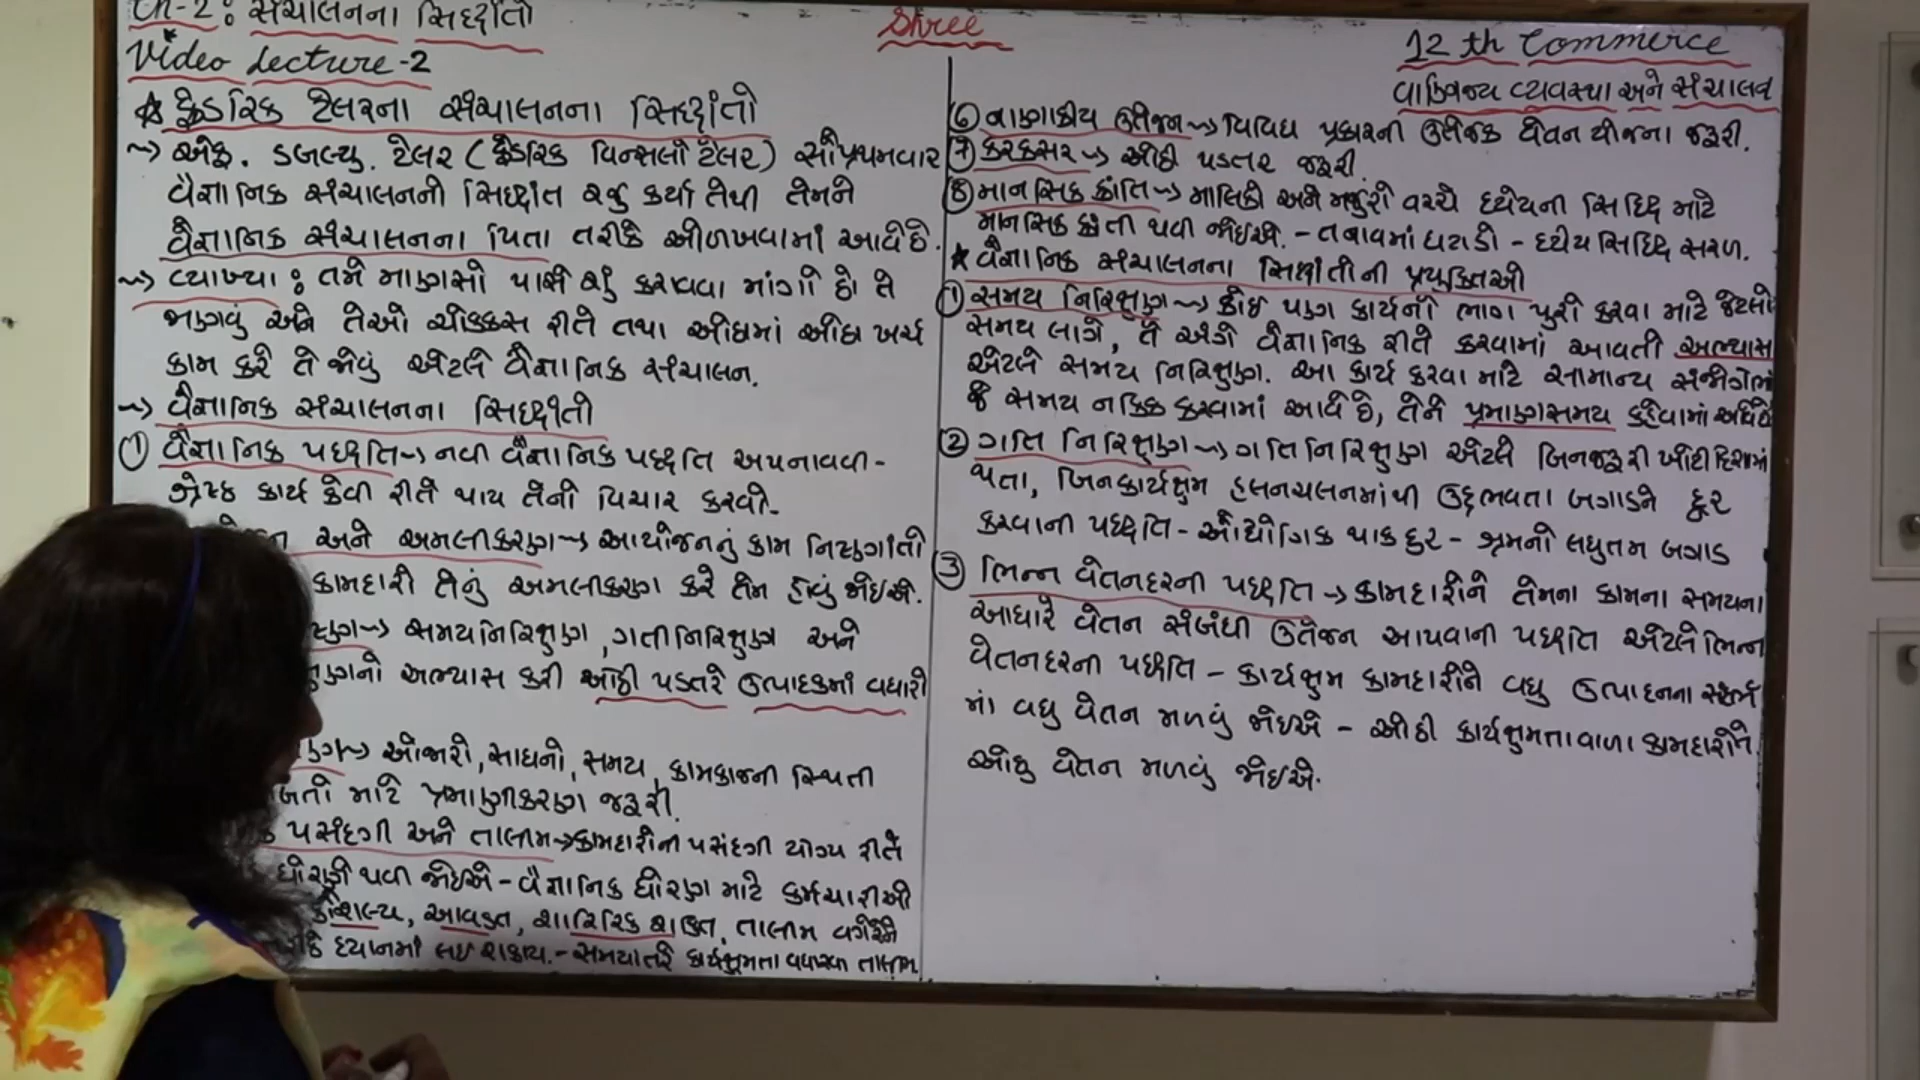 Ch-2: સંચાલનના સિદ્ધાંતો
Shree
12 th Commerce
Video Lecture-2
વાણિજ્ય વ્યવસ્થા અને સંચાલન
* ફ્રેડરિક ટેલરના સંચાલનના સિદ્ધાંતો
→ એફ. ડબલ્યુ. ટેલર (ફ્રેડરિક વિન્સલો ટેલર) સૌપ્રથમવાર
વૈજ્ઞાનિક સંચાલનનો સિદ્ધાંત રજુ કર્યો તેથી તેમને
વૈજ્ઞાનિક સંચાલનના પિતા તરીકે ઓળખવામાં આવે છે.
→ વ્યાખ્યા: તમે માણસો પાસે શું કરાવવા માંગો છો તે
જાણવું અને તેઓ ચોક્કસ રીતે તથા ઓછામાં ઓછા ખર્ચે
કામ કરે તે જોવું એટલે વૈજ્ઞાનિક સંચાલન.
→ વૈજ્ઞાનિક સંચાલનના સિદ્ધાંતો
① વૈજ્ઞાનિક પદ્ધતિ → નવી વૈજ્ઞાનિક પદ્ધતિ અપનાવવી -
શ્રેષ્ઠ કાર્ય કેવી રીતે થાય તેનો વિચાર કરવો.
અને અમલીકરણ → આયોજનનું કામ નિષ્ણાંતો
કામદારો તેનું અમલીકરણ કરે તેમ હોવું જોઈએ.
→ સમયનિરિક્ષણ, ગતીનિરિક્ષણ અને
અભ્યાસ કરી ઓછી પડતરે ઉત્પાદકમાં વધારો
→ ઓજારો, સાધનો, સમય, કામકાજની સ્થિતી
માટે પ્રમાણીકરણ જરૂરી.
પસંદગી અને તાલીમ → કામદારોની પસંદગી યોગ્ય રીતે
ધોરણે થવી જોઈએ - વૈજ્ઞાનિક ધોરણ માટે કર્મચારીઓ
કૌશલ્ય, આવડત, શારિરિક શક્તિ, તાલીમ વગેરેને
ધ્યાનમાં લઇ શકાય. - સમયાંતરે કાર્યક્ષમતા વધારવા તાલીમ
⑥ નાણાકીય ઉત્તેજન → વિવિધ પ્રકારની ઉત્તેજક વેતન યોજના જરૂરી.
⑦ કરકસર → ઓછી પડતર જરૂરી.
⑧ માનસિક ક્રાંતિ → માલિકો અને મજુરો વચ્ચે ધ્યેયની સિદ્ધિ માટે
માનસિક ક્રાંતી થવી જોઈએ. - તનાવમાં ઘટાડો - ધ્યેય સિદ્ધિ સરળ.
* વૈજ્ઞાનિક સંચાલનના સિદ્ધાંતોની પ્રયુક્તિઓ
① સમય નિરિક્ષણ → કોઈ પણ કાર્યનો ભાગ પુરો કરવા માટે જેટલો
સમય લાગે, તે અંગે વૈજ્ઞાનિક રીતે કરવામાં આવતો અભ્યાસ
એટલે સમય નિરિક્ષણ. આ કાર્ય કરવા માટે સામાન્ય સંજોગોમાં
જે સમય નક્કિ કરવામાં આવે છે, તેને પ્રમાણસમય કહેવામાં આવે છે
② ગતિ નિરિક્ષણ → ગતિ નિરિક્ષણ એટલે બિનજરૂરી ખોટી દિશામાં
થતા, બિનકાર્યક્ષમ હલનચલનમાંથી ઉદ્દભવતા બગાડને દૂર
કરવાની પદ્ધતિ - ઔદ્યોગિક થાક દુર - શ્રમનો લઘુતમ બગાડ
③ ભિન્ન વેતનદરની પદ્ધતિ → કામદારોને તેમના કામના સમયના
આધારે વેતન સંબંધી ઉત્તેજન આપવાની પદ્ધતિ એટલે ભિન્ન
વેતનદરની પદ્ધતિ - કાર્યક્ષમ કામદારોને વધુ ઉત્પાદનના સંદર્ભ
માં વધુ વેતન મળવું જોઈએ - ઓછી કાર્યક્ષમતાવાળા કામદારોને
ઓછુ વેતન મળવું જોઈએ.